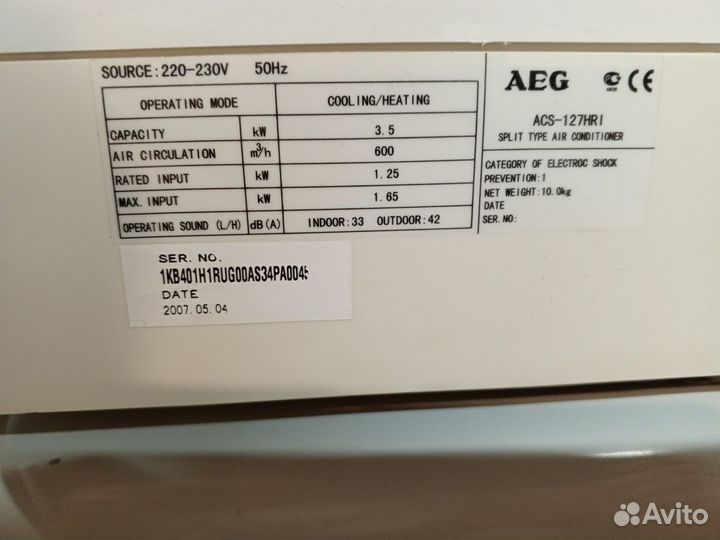 SOURCE: 220-230V 50Hz
OPERATING MODE COOLING/HEATING
CAPACITY kW 3.5
AIR CIRCULATION m³/h 600
RATED INPUT kW 1.25
MAX. INPUT kW 1.65
OPERATING SOUND (L/H) dB(A) INDOOR:33 OUTDOOR:42
AEG CE
ACS-127HRI
SPLIT TYPE AIR CONDITIONER
CATEGORY OF ELECTROC SHOCK
PREVENTION:1
NET WEIGHT:10.0kg
DATE
SER.NO:
SER. NO.
1KB401H1RUG00AS34PA004
DATE
2007.05.04
Avito